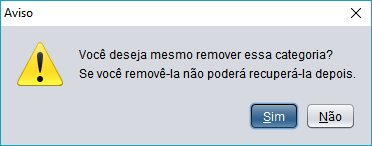 Aviso
Você deseja mesmo remover essa categoria?
Se você removê-la não poderá recuperá-la depois.
Sim Não